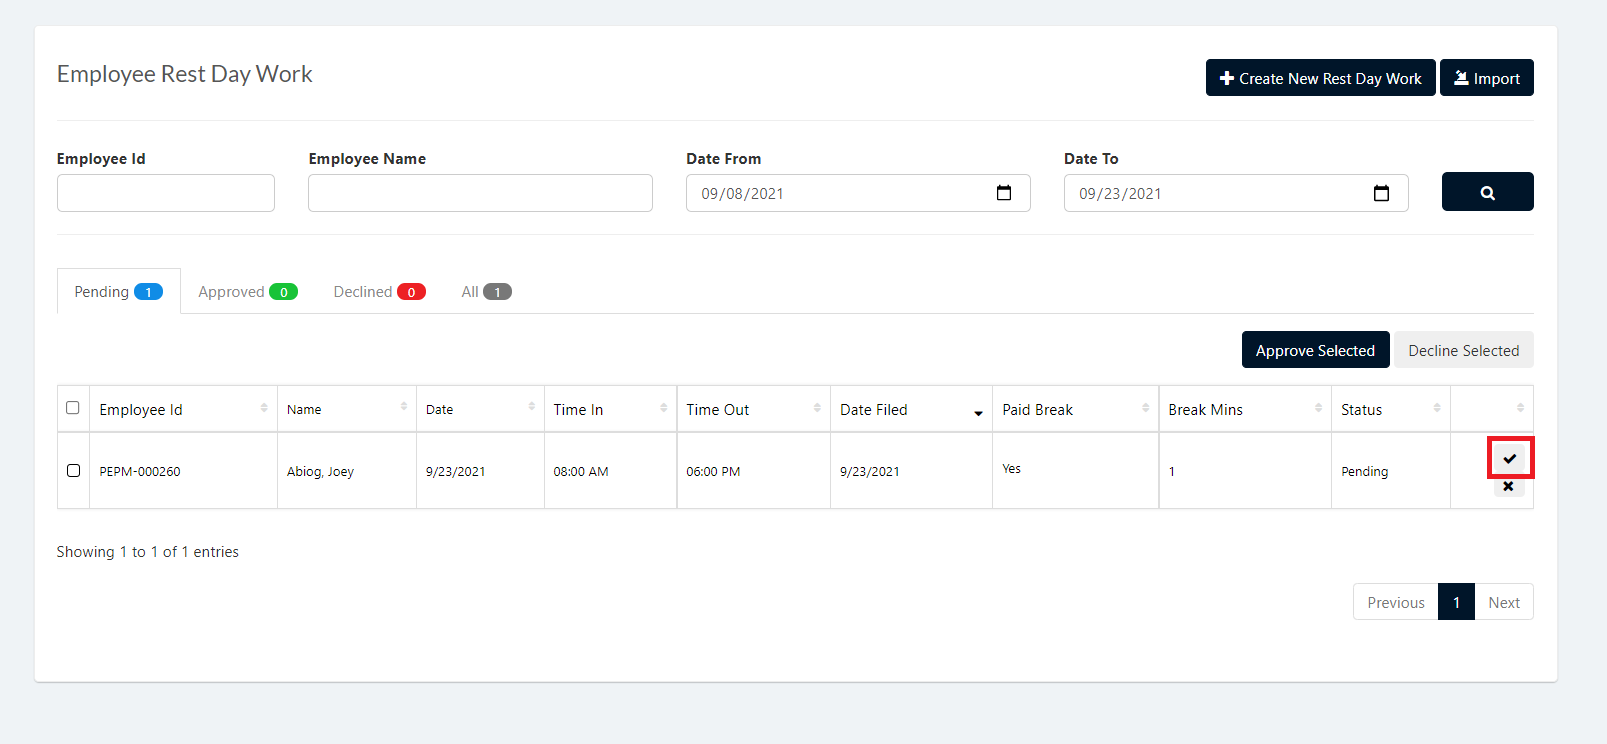 Employee Rest Day Work
Create New Rest Day Work Import
Employee Id Employee Name Date From Date To
09/08/2021 09/23/2021
Pending 1 Approved 0 Declined 0 All 1
Approve Selected Decline Selected
Employee Id Name Date Time In Time Out Date Filed Paid Break Break Mins Status
PEPM-000260 Abiog, Joey 9/23/2021 08:00 AM 06:00 PM 9/23/2021 Yes 1 Pending
Showing 1 to 1 of 1 entries
Previous 1 Next